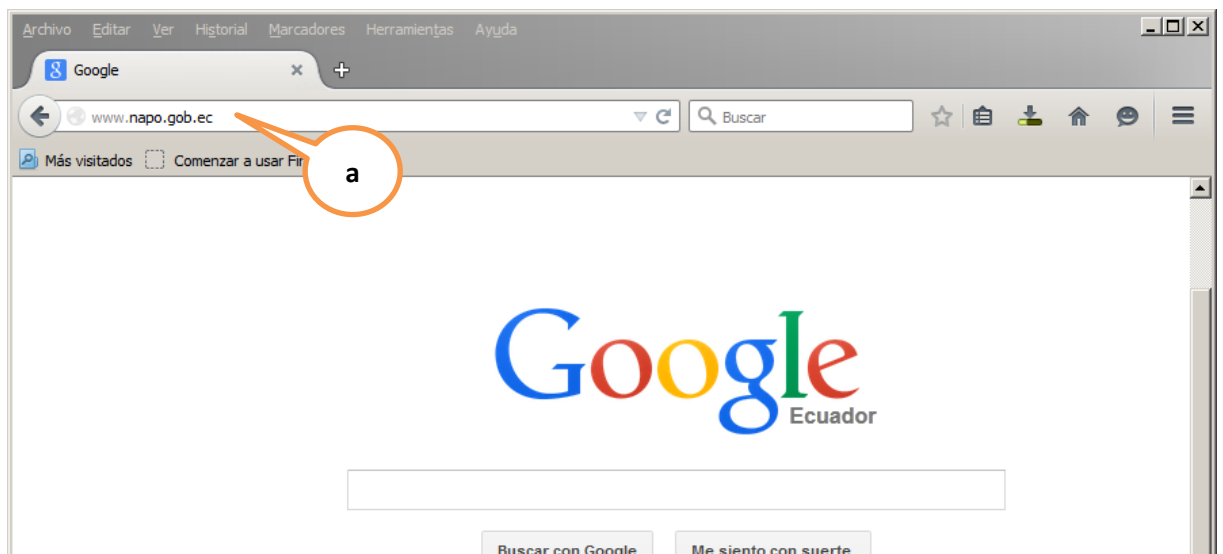 Archivo Editar Ver Historial Marcadores Herramientas Ayuda
Google
www.napo.gob.ec
Buscar
Más visitados Comenzar a usar
a
Google
Ecuador
Buscar con Google Me siento con suerte